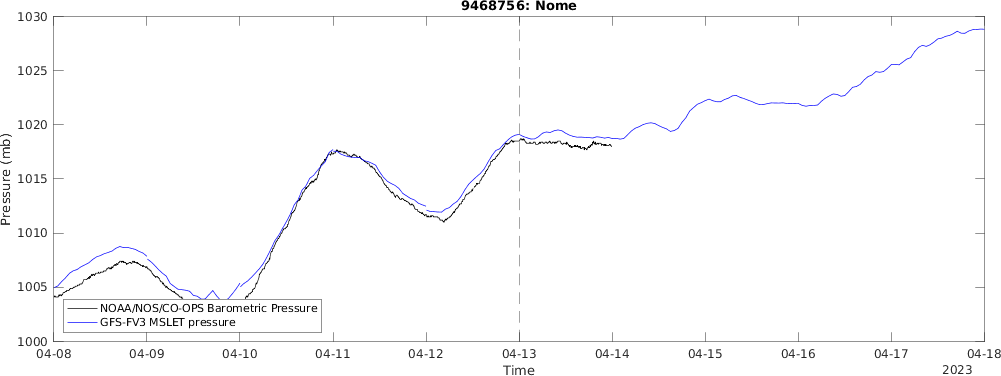 9468756: Nome
1030
1025
1020
1015
1010
1005
1000
Pressure (mb)
NOAA/NOS/CO-OPS Barometric Pressure
GFS-FV3 MSLET pressure
04-08 04-09 04-10 04-11 04-12 04-13 04-14 04-15 04-16 04-17 04-18
Time
2023